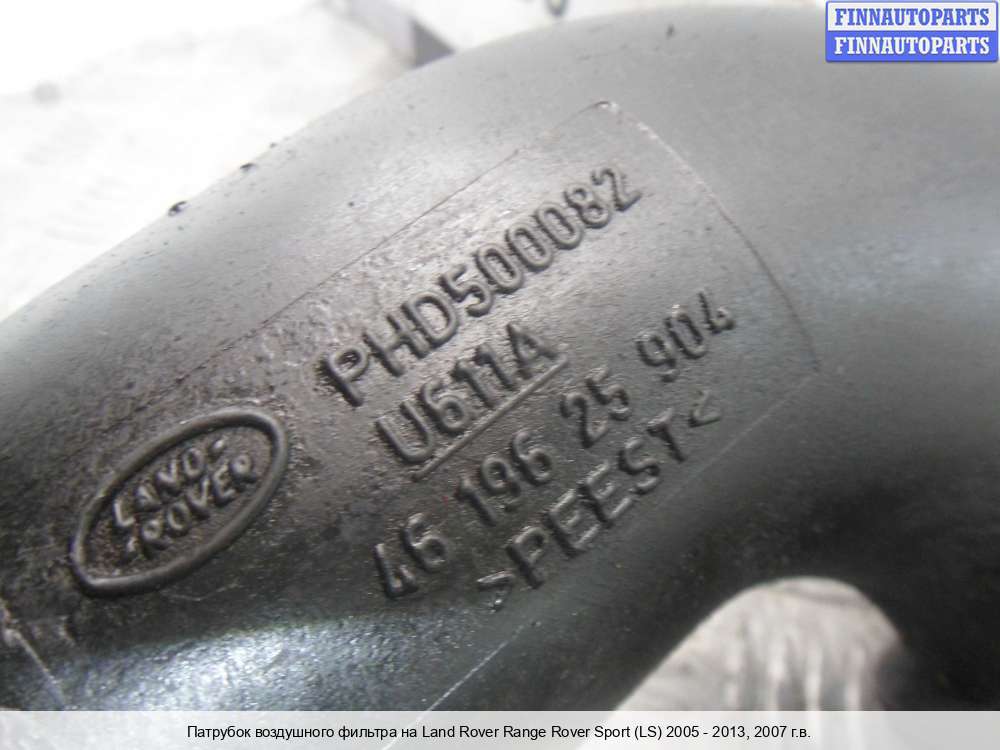 FINNAUTOPARTS
FINNAUTOPARTS
PHD500082
U611A
46 196 25 904
>PEEST<
LAND-
-ROVER
Патрубок воздушного фильтра на Land Rover Range Rover Sport (LS) 2005 - 2013, 2007 г.в.